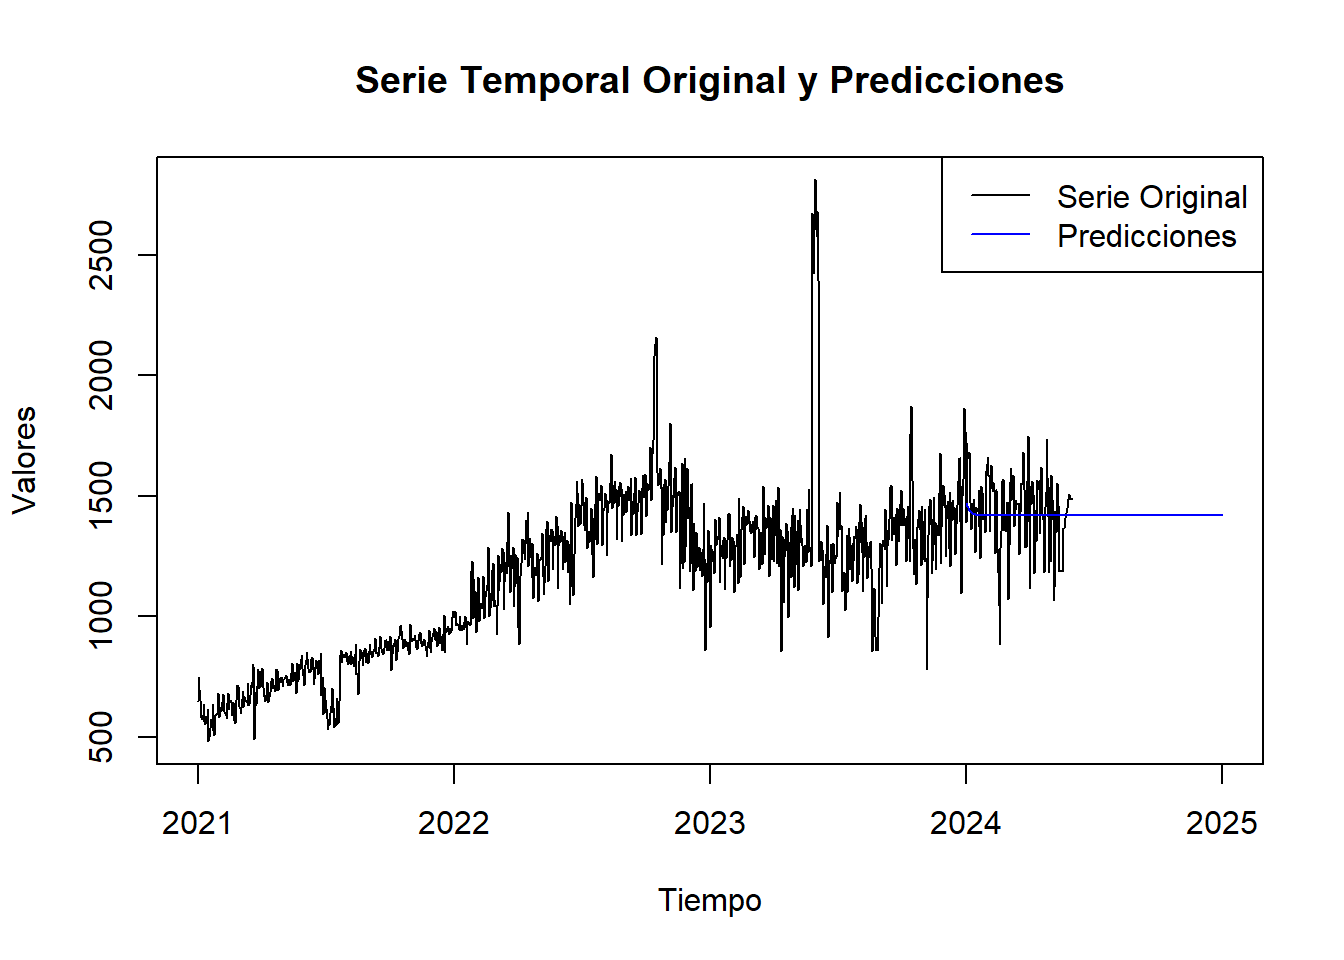 Serie Temporal Original y Predicciones
Serie Original
Predicciones
2500
2000
1500
1000
500
Valores
2021 2022 2023 2024 2025
Tiempo